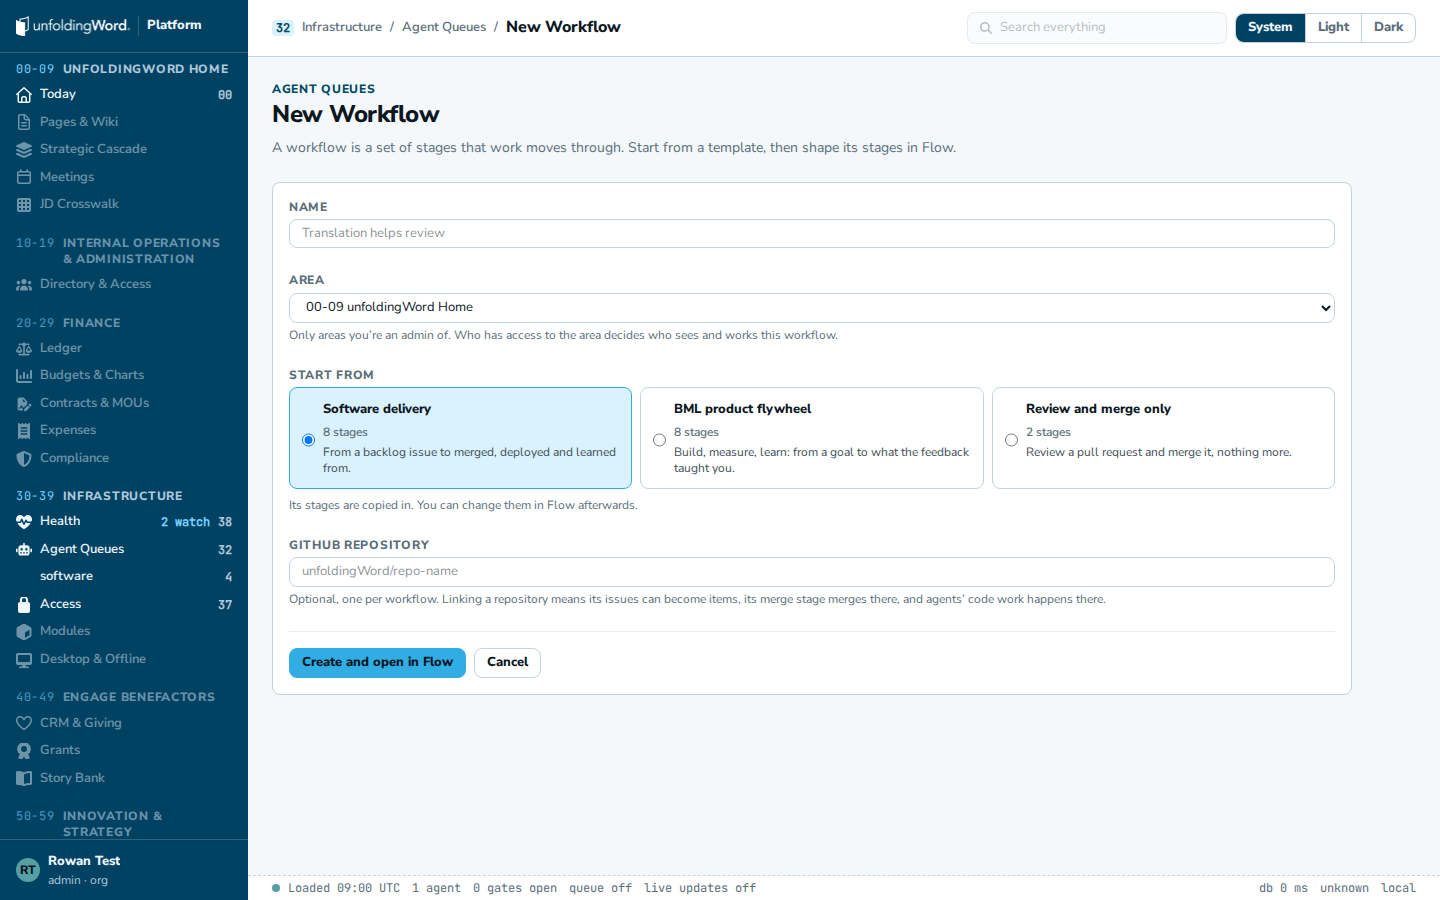 unfoldingWord. Platform
00-09 UNFOLDINGWORD HOME
Today 00
Pages & Wiki
Strategic Cascade
Meetings
JD Crosswalk
10-19 INTERNAL OPERATIONS
& ADMINISTRATION
Directory & Access
20-29 FINANCE
Ledger
Budgets & Charts
Contracts & MOUs
Expenses
Compliance
30-39 INFRASTRUCTURE
Health 2 watch 38
Agent Queues 32
software 4
Access 37
Modules
Desktop & Offline
40-49 ENGAGE BENEFACTORS
CRM & Giving
Grants
Story Bank
50-59 INNOVATION &
STRATEGY
RT Rowan Test
admin · org
32 Infrastructure / Agent Queues / New Workflow
Search everything
System Light Dark
AGENT QUEUES
New Workflow
A workflow is a set of stages that work moves through. Start from a template, then shape its stages in Flow.
NAME
Translation helps review
AREA
00-09 unfoldingWord Home
Only areas you’re an admin of. Who has access to the area decides who sees and works this workflow.
START FROM
Software delivery
8 stages
From a backlog issue to merged, deployed and learned
from.
BML product flywheel
8 stages
Build, measure, learn: from a goal to what the feedback
taught you.
Review and merge only
2 stages
Review a pull request and merge it, nothing more.
Its stages are copied in. You can change them in Flow afterwards.
GITHUB REPOSITORY
unfoldingWord/repo-name
Optional, one per workflow. Linking a repository means its issues can become items, its merge stage merges there, and agents’ code work happens there.
Create and open in Flow Cancel
Loaded 09:00 UTC 1 agent 0 gates open queue off live updates off
db 0 ms unknown local